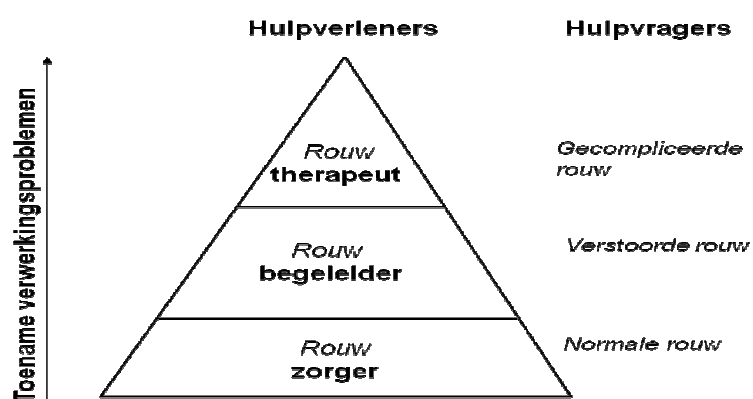 Hulpverleners
Hulpvragers
Toename verwerkingsproblemen
Rouw
therapeut
Gecompliceerde
rouw
Rouw
begeleider
Verstoorde rouw
Rouw
zorger
Normale rouw